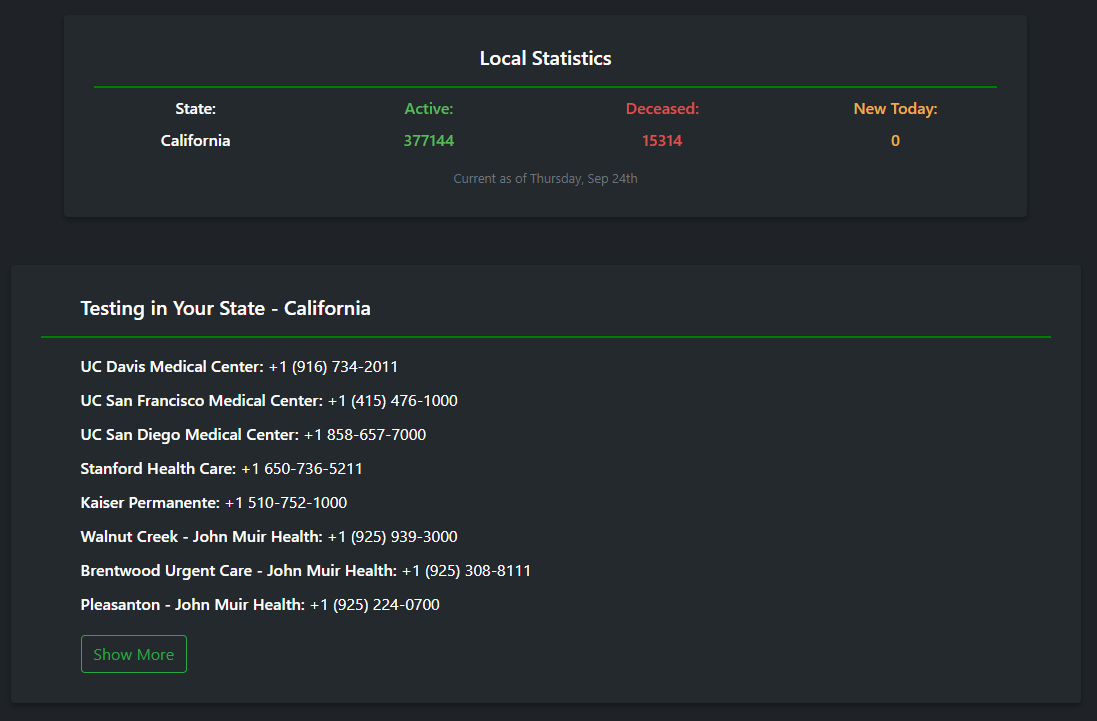 Local Statistics
State: Active: Deceased: New Today:
California 377144 15314 0
Current as of Thursday, Sep 24th
Testing in Your State - California
UC Davis Medical Center: +1 (916) 734-2011
UC San Francisco Medical Center: +1 (415) 476-1000
UC San Diego Medical Center: +1 858-657-7000
Stanford Health Care: +1 650-736-5211
Kaiser Permanente: +1 510-752-1000
Walnut Creek - John Muir Health: +1 (925) 939-3000
Brentwood Urgent Care - John Muir Health: +1 (925) 308-8111
Pleasanton - John Muir Health: +1 (925) 224-0700
Show More